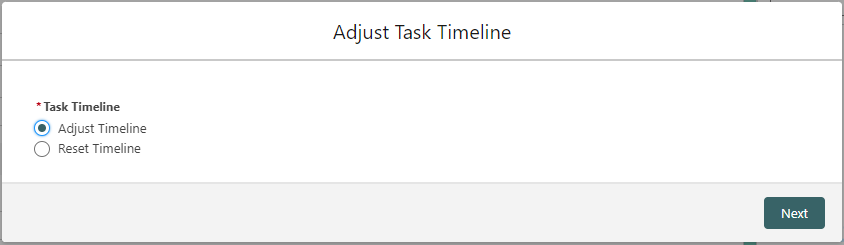 Adjust Task Timeline
*Task Timeline
Adjust Timeline
Reset Timeline
Next